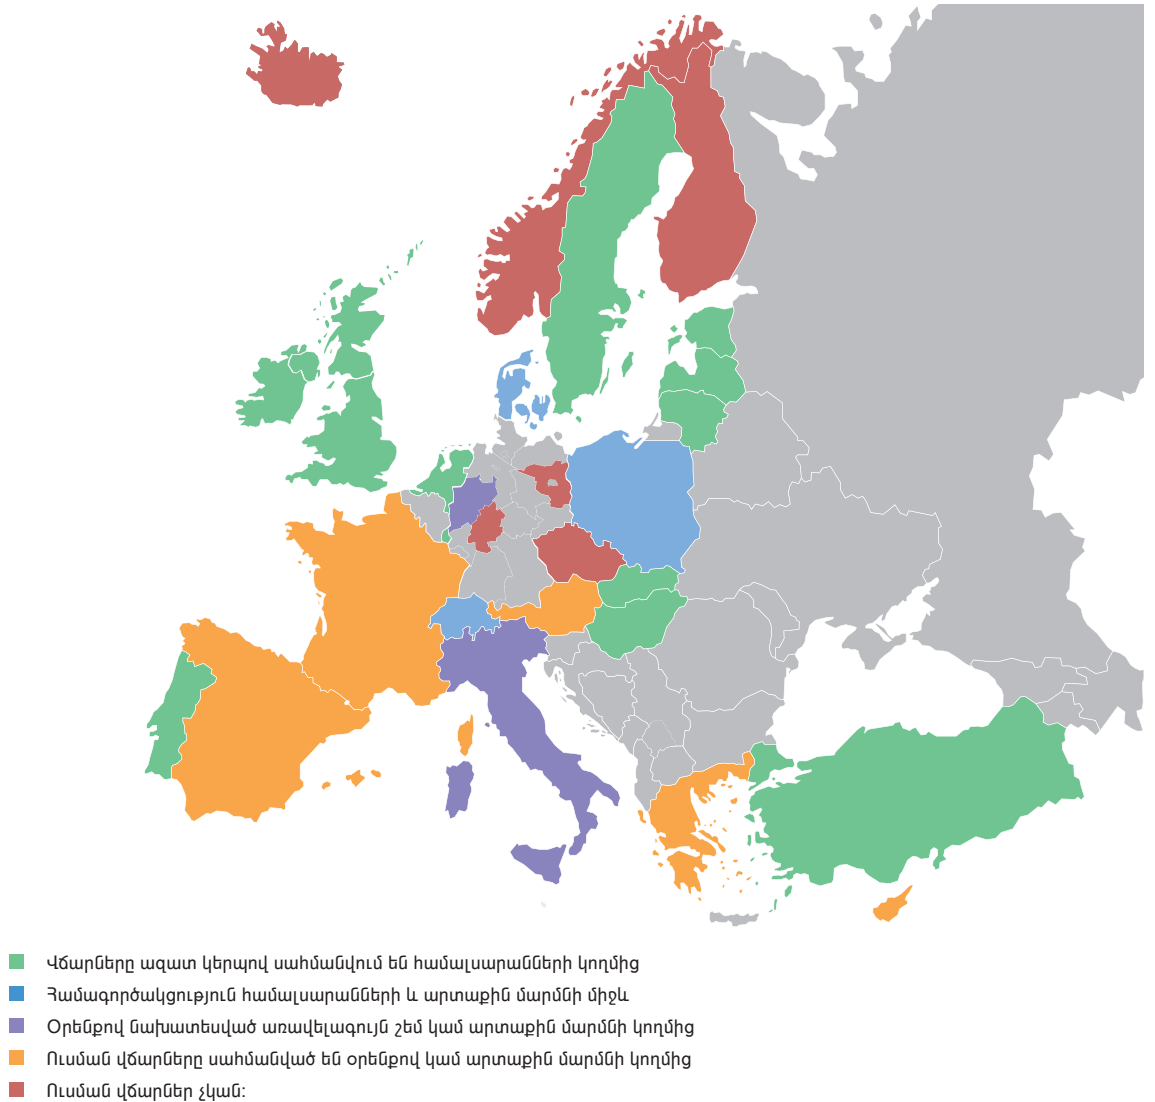 Վճարները ազատ կերպով սահմանվում են համալսարանների կողմից
Համագործակցություն համալսարանների և արտաքին մարմնի միջև
Օրենքով նախատեսված առավելագույն շեմ կամ արտաքին մարմնի կողմից
Ուսման վճարները սահմանված են օրենքով կամ արտաքին մարմնի կողմից
Ուսման վճարներ չկան: